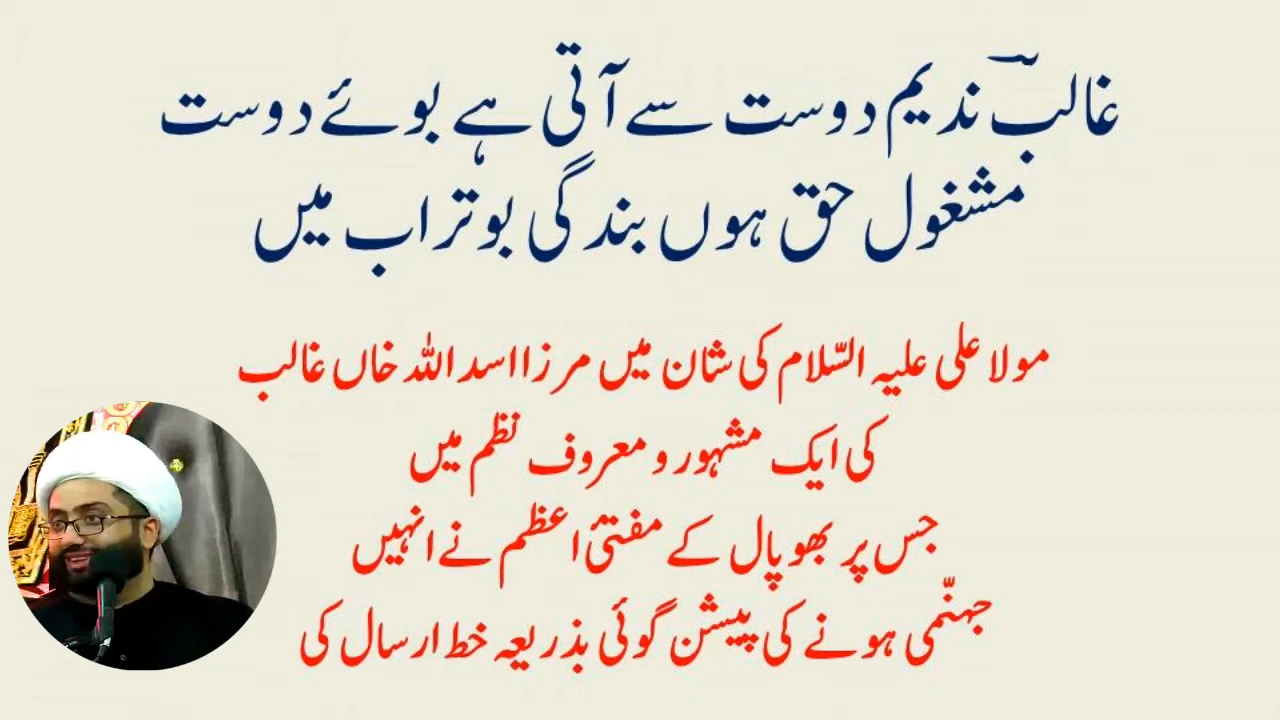 غالبؔ ندیم دوست سے آتی ہے بوئے دوست
مشغول حق ہوں بندگی بوتراب میں
مولا علی علیہ السّلام کی شان میں مرزا اسد اللہ خاں غالب
کی ایک مشہور و معروف نظم میں
جس پر بھوپال کے مفتیٔ اعظم نے انہیں
جہنّمی ہونے کی پیشن گوئی بذریعہ خط ارسال کی